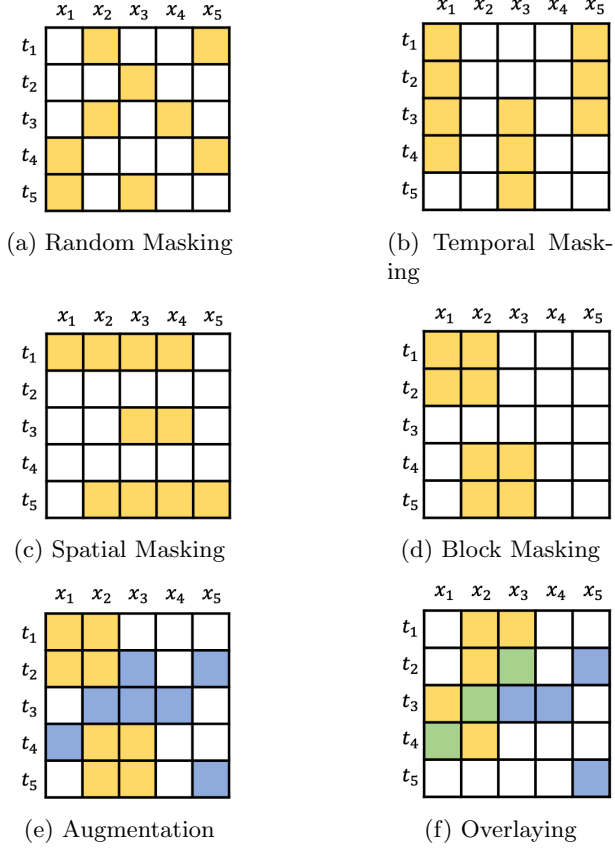 x₁ x₂ x₃ x₄ x₅
t₁
t₂
t₃
t₄
t₅
(a) Random Masking
x₁ x₂ x₃ x₄ x₅
t₁
t₂
t₃
t₄
t₅
(b) Temporal Mask-
ing
x₁ x₂ x₃ x₄ x₅
t₁
t₂
t₃
t₄
t₅
(c) Spatial Masking
x₁ x₂ x₃ x₄ x₅
t₁
t₂
t₃
t₄
t₅
(d) Block Masking
x₁ x₂ x₃ x₄ x₅
t₁
t₂
t₃
t₄
t₅
(e) Augmentation
x₁ x₂ x₃ x₄ x₅
t₁
t₂
t₃
t₄
t₅
(f) Overlaying